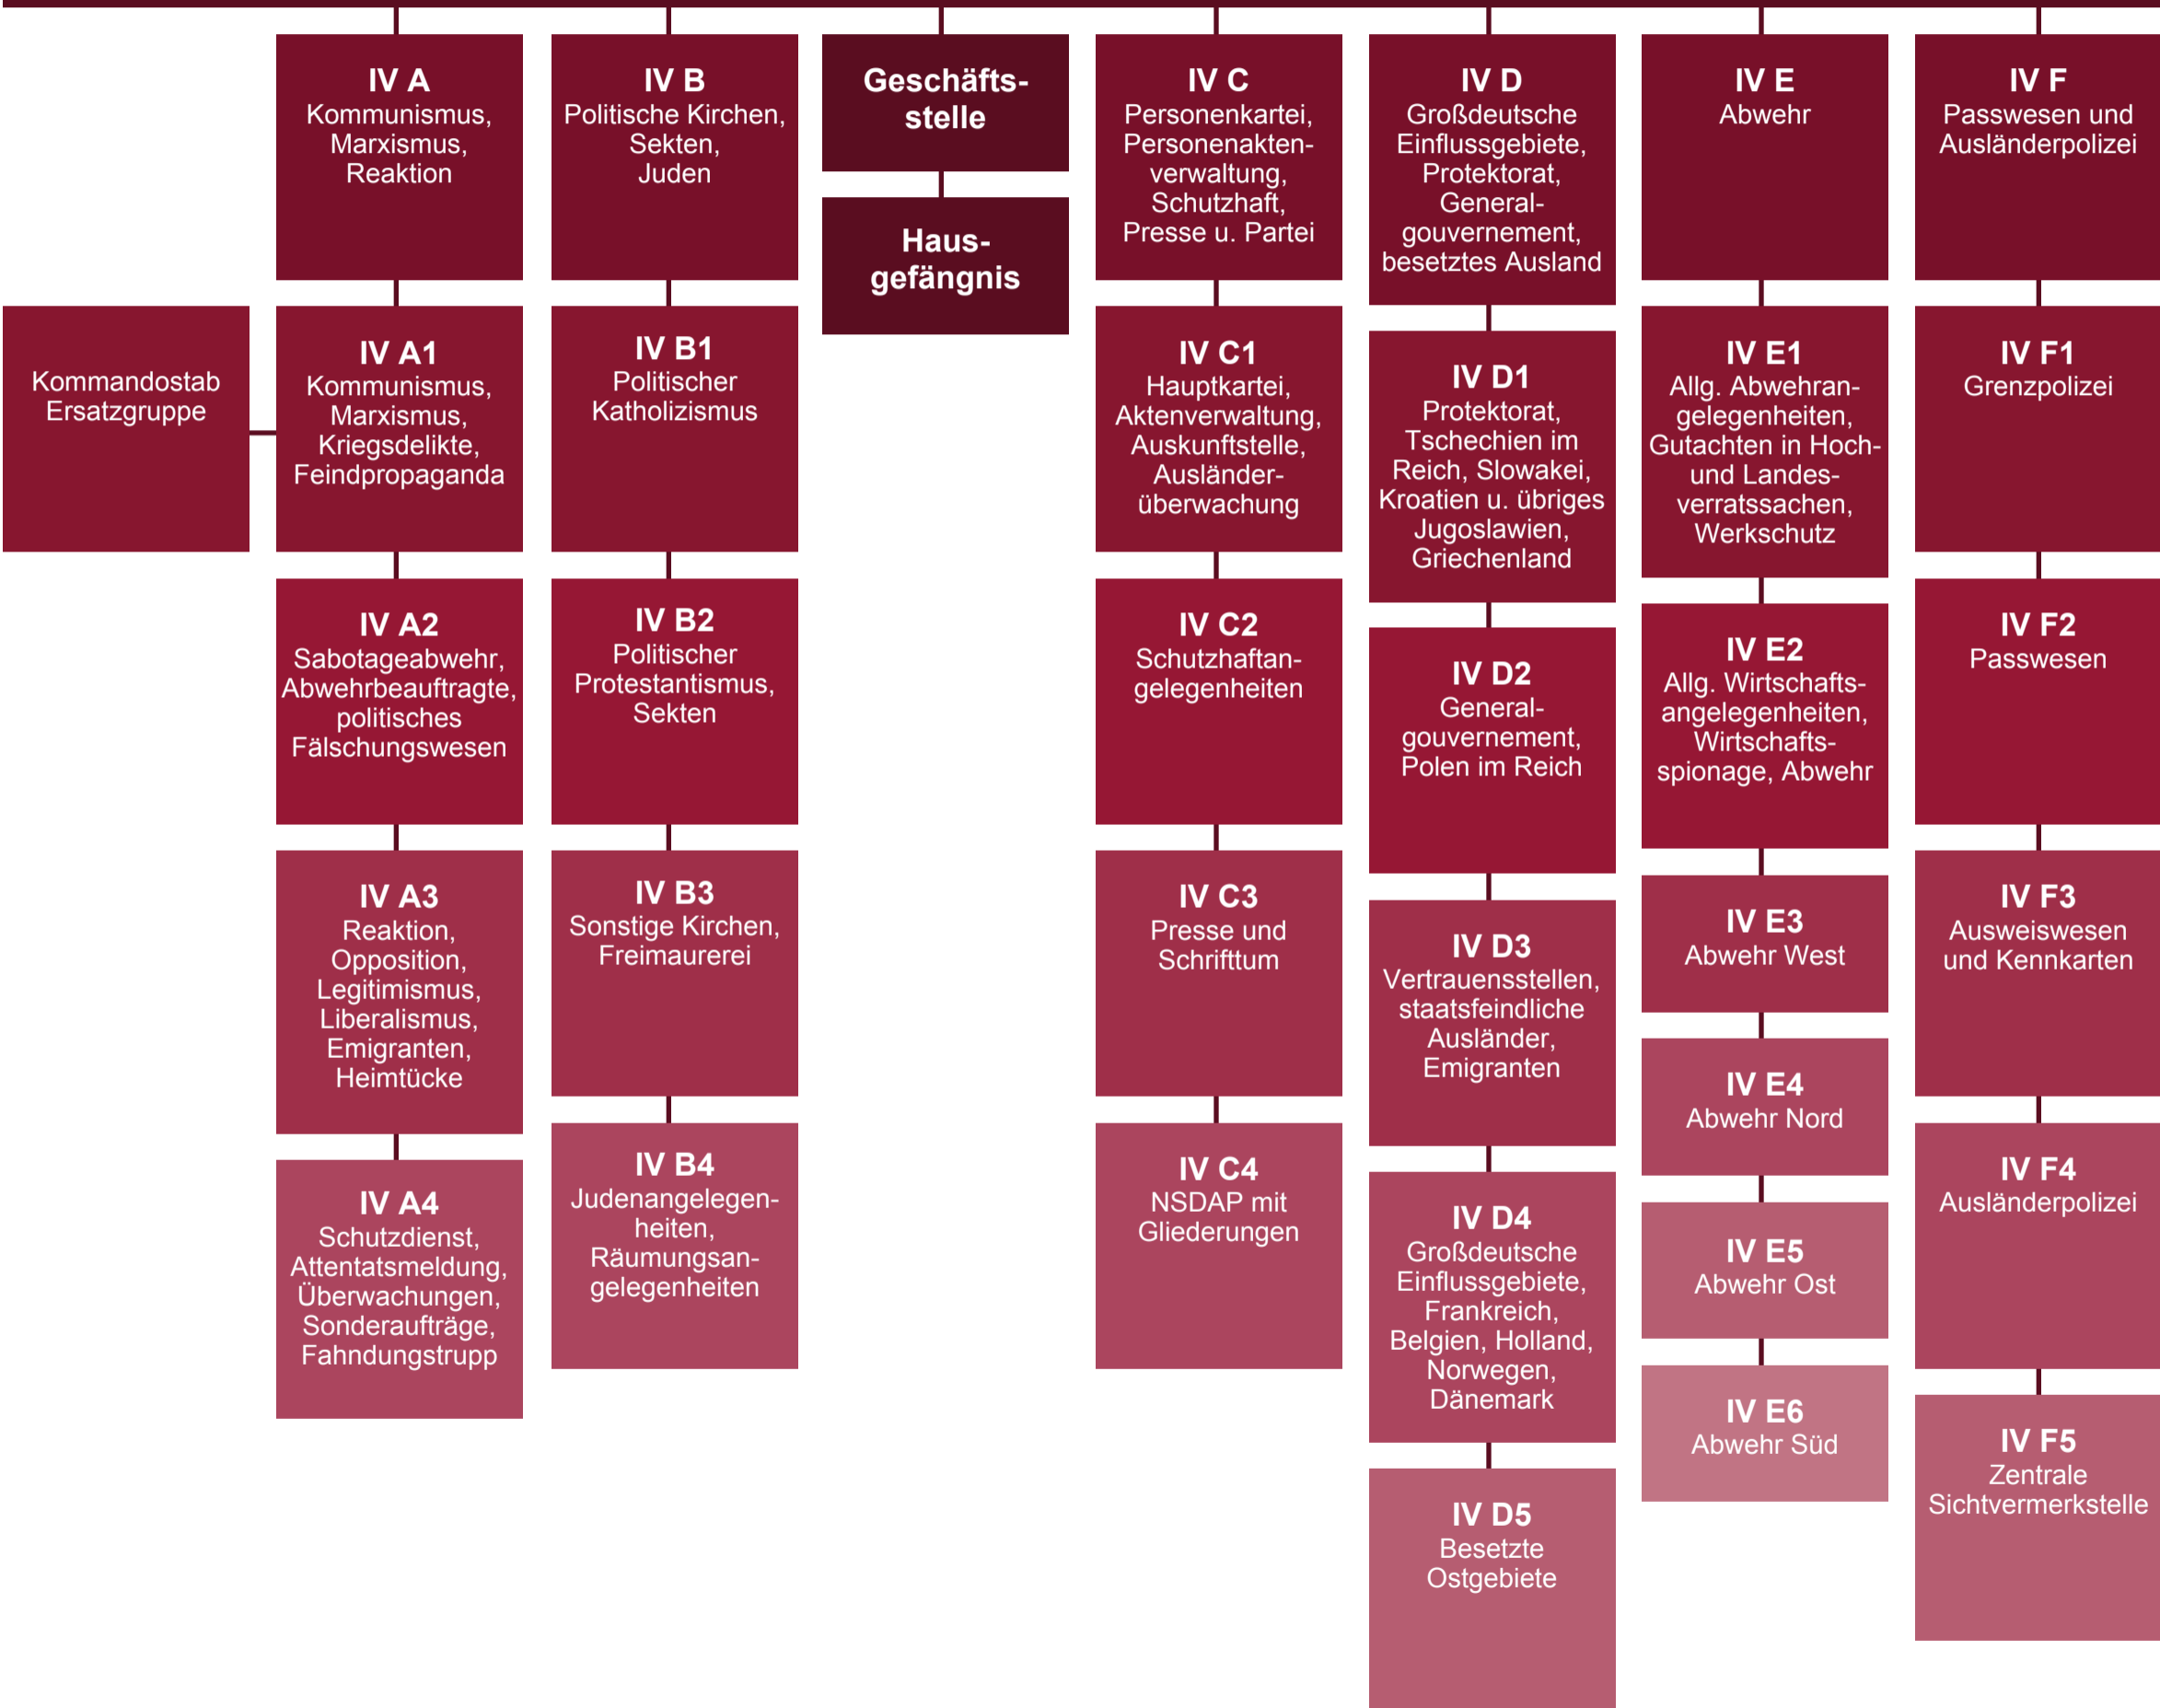 IV A
Kommunismus,
Marxismus,
Reaktion
IV B
Politische Kirchen,
Sekten,
Juden
Geschäfts-
stelle
Haus-
gefängnis
IV C
Personenkartei,
Personenakten-
verwaltung,
Schutzhaft,
Presse u. Partei
IV D
Großdeutsche
Einflussgebiete,
Protektorat,
General-
gouvernement,
besetztes Ausland
IV E
Abwehr
IV F
Passwesen und
Ausländerpolizei
Kommandostab
Ersatzgruppe
IV A1
Kommunismus,
Marxismus,
Kriegsdelikte,
Feindpropaganda
IV B1
Politischer
Katholizismus
IV C1
Hauptkartei,
Aktenverwaltung,
Auskunftstelle,
Ausländer-
überwachung
IV D1
Protektorat,
Tschechien im
Reich, Slowakei,
Kroatien u. übriges
Jugoslawien,
Griechenland
IV E1
Allg. Abwehran-
gelegenheiten,
Gutachten in Hoch-
und Landes-
verratssachen,
Werkschutz
IV F1
Grenzpolizei
IV A2
Sabotageabwehr,
Abwehrbeauftragte,
politisches
Fälschungswesen
IV B2
Politischer
Protestantismus,
Sekten
IV C2
Schutzhaftan-
gelegenheiten
IV D2
General-
gouvernement,
Polen im Reich
IV E2
Allg. Wirtschafts-
angelegenheiten,
Wirtschafts-
spionage, Abwehr
IV F2
Passwesen
IV A3
Reaktion,
Opposition,
Legitimismus,
Liberalismus,
Emigranten,
Heimtücke
IV B3
Sonstige Kirchen,
Freimaurerei
IV C3
Presse und
Schrifttum
IV D3
Vertrauensstellen,
staatsfeindliche
Ausländer,
Emigranten
IV E3
Abwehr West
IV F3
Ausweiswesen
und Kennkarten
IV A4
Schutzdienst,
Attentatsmeldung,
Überwachungen,
Sonderaufträge,
Fahndungstrupp
IV B4
Judenangelegen-
heiten,
Räumungsan-
gelegenheiten
IV C4
NSDAP mit
Gliederungen
IV D4
Großdeutsche
Einflussgebiete,
Frankreich,
Belgien, Holland,
Norwegen,
Dänemark
IV E4
Abwehr Nord
IV F4
Ausländerpolizei
IV E5
Abwehr Ost
IV E6
Abwehr Süd
IV F5
Zentrale
Sichtvermerkstelle
IV D5
Besetzte
Ostgebiete